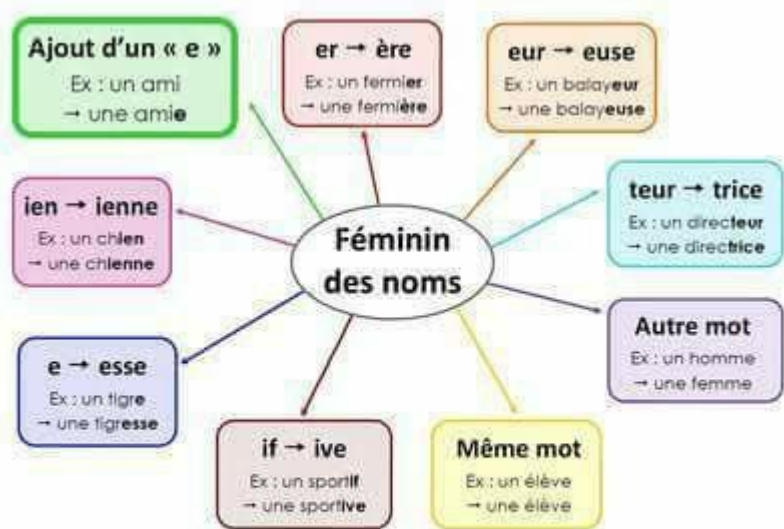 Ajout d'un « e »
Ex : un ami
→ une amie
er → ère
Ex : un fermier
→ une fermière
eur → euse
Ex : un balayeur
→ une balayeuse
ien → ienne
Ex : un chien
→ une chienne
Féminin
des noms
teur → trice
Ex : un directeur
→ une directrice
e → esse
Ex : un tigre
→ une tigresse
Autre mot
Ex : un homme
→ une femme
if → ive
Ex : un sportif
→ une sportive
Même mot
Ex : un élève
→ une élève